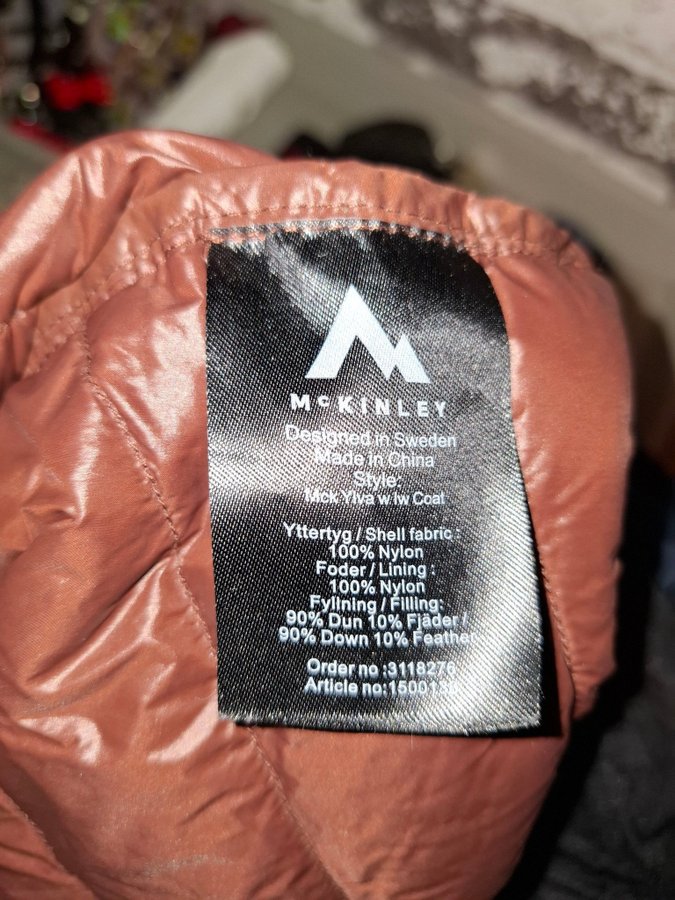 McKINLEY
Designed in Sweden
Made in China
Style:
Mck Ylva w lw Coat
Yttertyg / Shell fabric :
100% Nylon
Foder / Lining :
100% Nylon
Fyllning / Filling:
90% Dun 10% Fjäder /
90% Down 10% Feather
Order no :3118276
Article no: